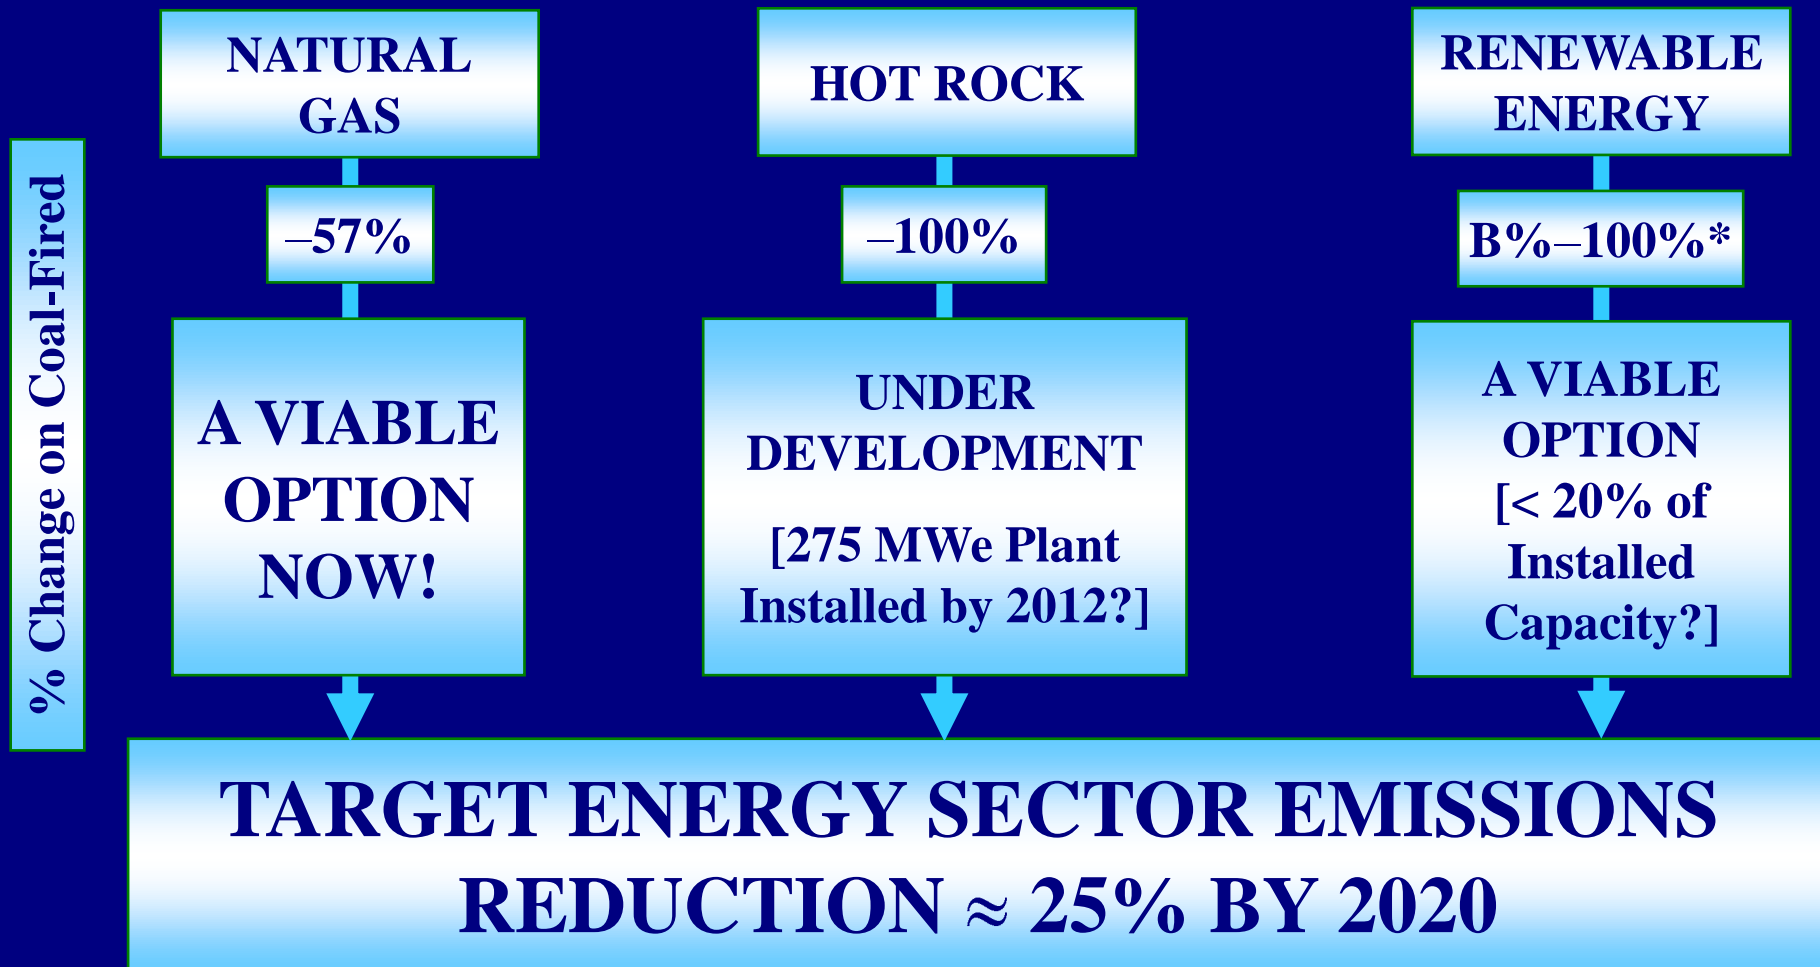 % Change on Coal-Fired
NATURAL
GAS
–57%
A VIABLE
OPTION
NOW!
HOT ROCK
–100%
UNDER
DEVELOPMENT
[275 MWe Plant
Installed by 2012?]
RENEWABLE
ENERGY
B%–100%*
A VIABLE
OPTION
[< 20% of
Installed
Capacity?]
TARGET ENERGY SECTOR EMISSIONS
REDUCTION ≈ 25% BY 2020